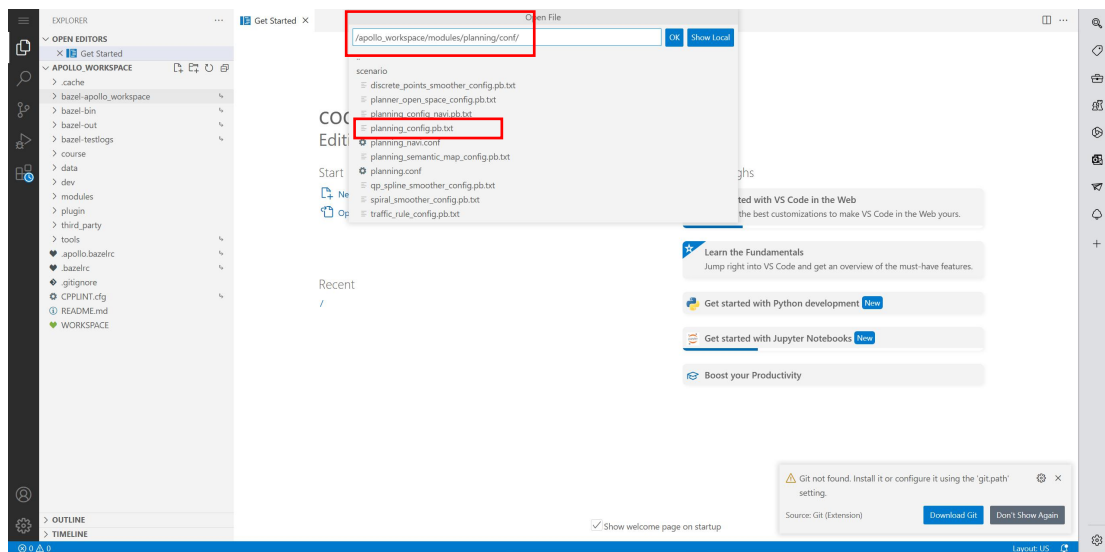 EXPLORER
OPEN EDITORS
Get Started
APOLLO_WORKSPACE
.cache
bazel-apollo_workspace
bazel-bin
bazel-out
bazel-testlogs
course
data
dev
modules
plugin
third_party
tools
.apollo.bazelrc
.bazelrc
.gitignore
CPPLINT.cfg
README.md
WORKSPACE
OUTLINE
TIMELINE
0 0
Get Started
Open File
/apollo_workspace/modules/planning/conf/
OK
Show Local
..
scenario
discrete_points_smoother_config.pb.txt
planner_open_space_config.pb.txt
planning_config_navi.pb.txt
planning_config.pb.txt
planning_navi.conf
planning_semantic_map_config.pb.txt
planning.conf
qp_spline_smoother_config.pb.txt
spiral_smoother_config.pb.txt
traffic_rule_config.pb.txt
Start
Ne
Op
Recent
/
ghs
ted with VS Code in the Web
the best customizations to make VS Code in the Web yours.
Learn the Fundamentals
Jump right into VS Code and get an overview of the must-have features.
Get started with Python development New
Get started with Jupyter Notebooks New
Boost your Productivity
Show welcome page on startup
Git not found. Install it or configure it using the 'git.path'
setting.
Source: Git (Extension)
Download Git
Don't Show Again
Layout: US